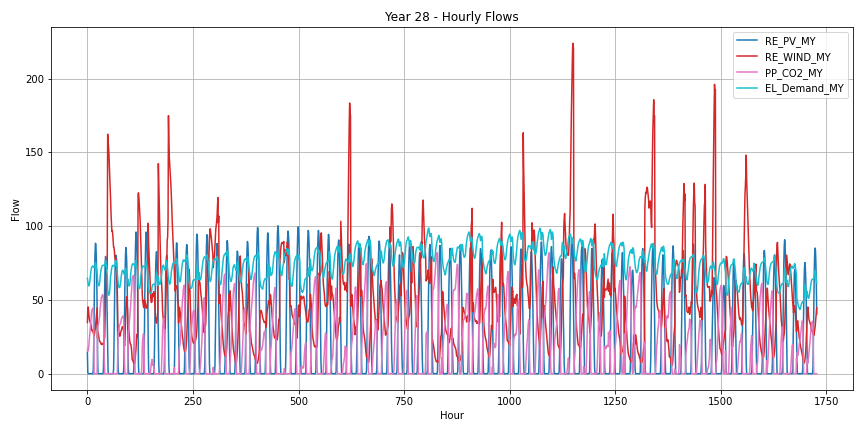 Year 28 - Hourly Flows
RE_PV_MY
RE_WIND_MY
PP_CO2_MY
EL_Demand_MY
Flow
200
150
100
50
0
0
250
500
750
1000
1250
1500
1750
Hour